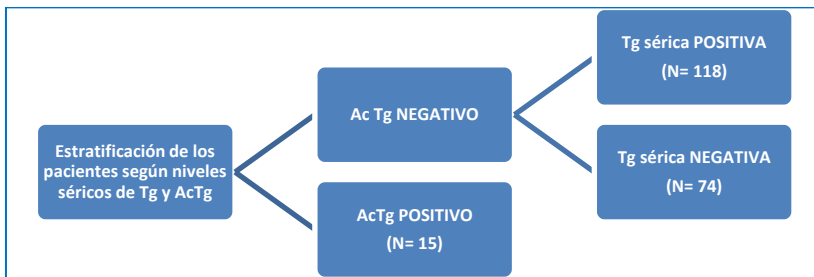 Estratificación de los
pacientes según niveles
séricos de Tg y AcTg
Ac Tg NEGATIVO
AcTg POSITIVO
(N= 15)
Tg sérica POSITIVA
(N= 118)
Tg sérica NEGATIVA
(N= 74)